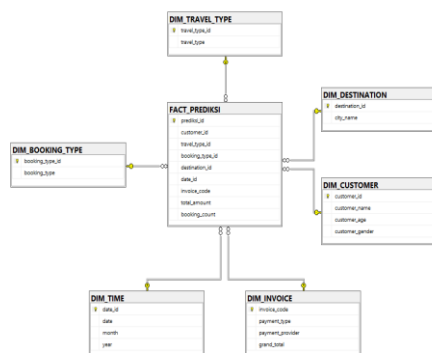 DIM_TRAVEL_TYPE
travel_type_id
travel_type
FACT_PREDIKSI
prediksi_id
customer_id
travel_type_id
booking_type_id
destination_id
date_id
invoice_code
total_amount
booking_count
DIM_DESTINATION
destination_id
city_name
DIM_BOOKING_TYPE
booking_type_id
booking_type
DIM_CUSTOMER
customer_id
customer_name
customer_age
customer_gender
DIM_TIME
date_id
date
month
year
DIM_INVOICE
invoice_code
payment_type
payment_provider
grand_total